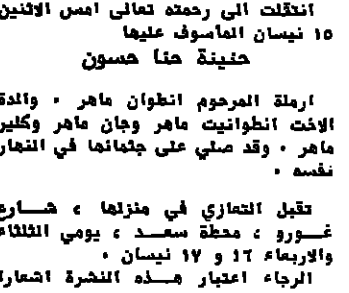 انتقلت الى رحمته تعالى امس الاثنين
١٥ نيسان المأسوف عليها
حنينة حنا حسون
ارملة المرحوم انطوان ماهر ، والدة
الاخت انطوانيت ماهر وجان ماهر وكلير
ماهر ، وقد صلي على جثمانها في النهار
نفسه ،
تقبل التعازي في منزلها ، شارع
غورو ، محطة سعد ، يومي الثلثاء
والاربعاء ١٦ و ١٧ نيسان ،
الرجاء اعتبار هذه النشرة اشعارا